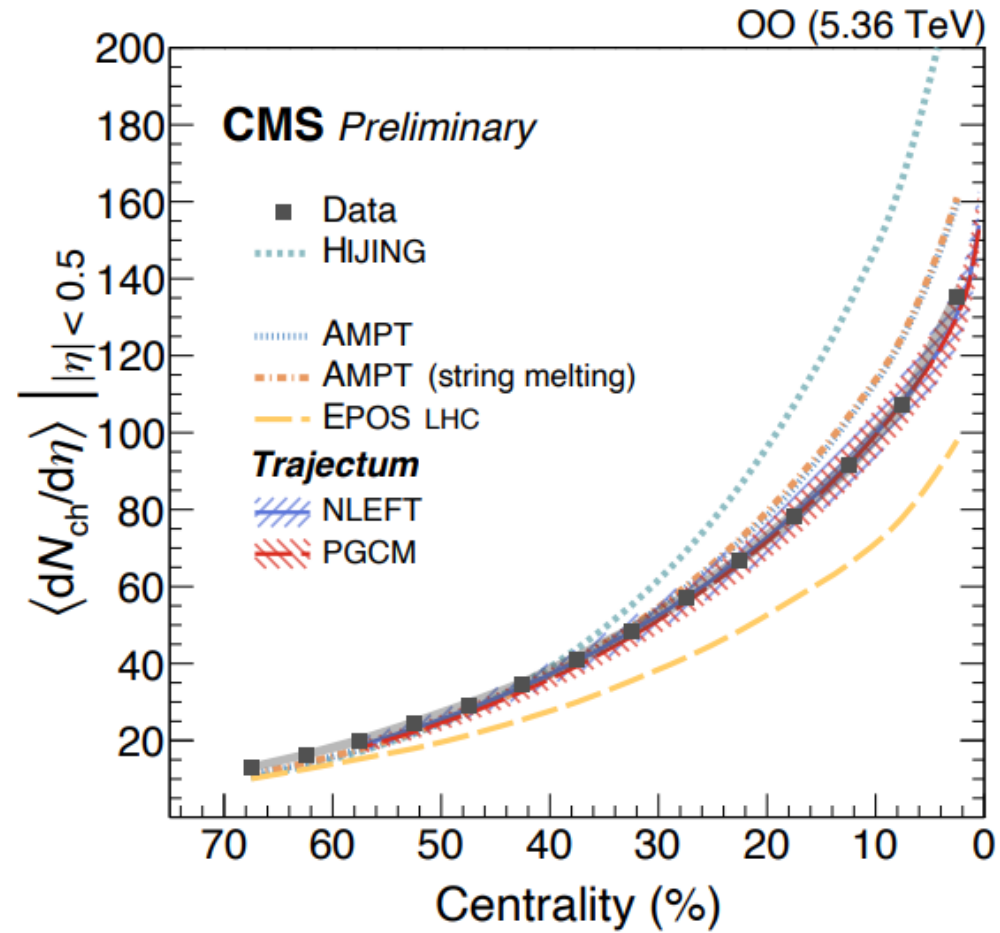 OO (5.36 TeV)
CMS Preliminary
Data
HIJING
AMPT
AMPT (string melting)
EPOS LHC
Trajectum
NLEFT
PGCM
⟨dNch/dη⟩||η| < 0.5
200
180
160
140
120
100
80
60
40
20
70 60 50 40 30 20 10 0
Centrality (%)